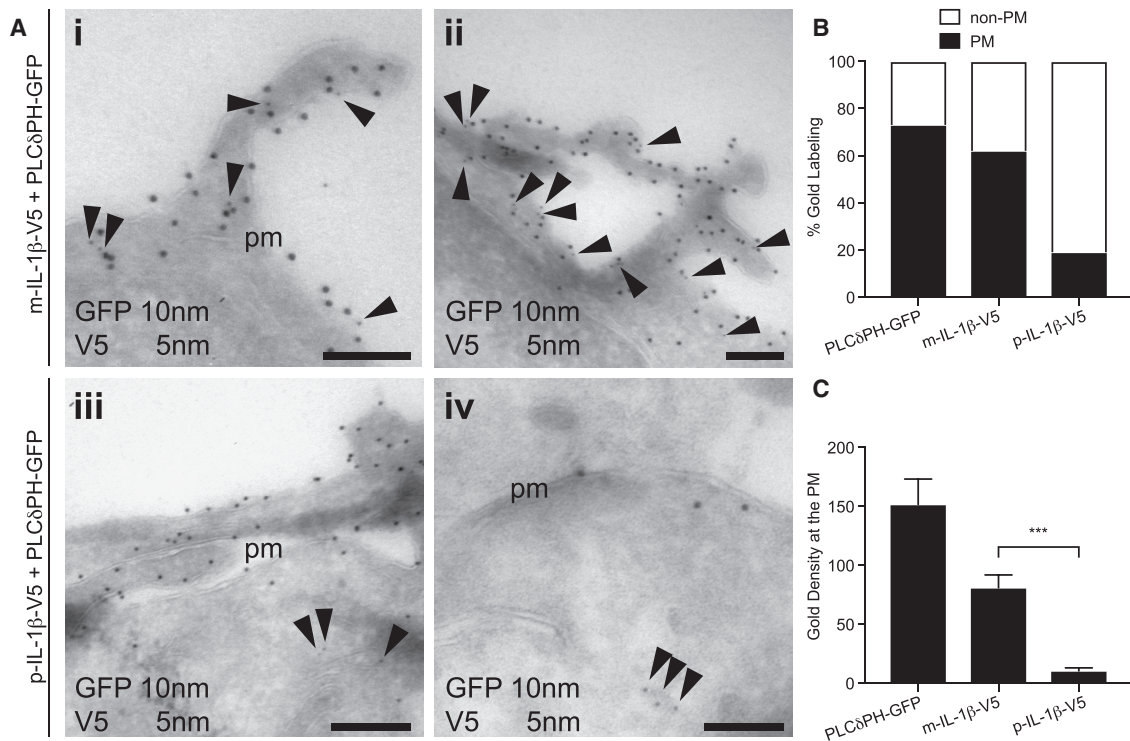 A
m-IL-1β-V5 + PLCδPH-GFP
i
pm
GFP 10nm
V5 5nm
ii
GFP 10nm
V5 5nm
p-IL-1β-V5 + PLCδPH-GFP
iii
pm
GFP 10nm
V5 5nm
iv
pm
GFP 10nm
V5 5nm
B
non-PM
PM
% Gold Labeling
100
80
60
40
20
0
PLCδPH-GFP
m-IL-1β-V5
p-IL-1β-V5
C
Gold Density at the PM
200
150
100
50
0
***
PLCδPH-GFP
m-IL-1β-V5
p-IL-1β-V5